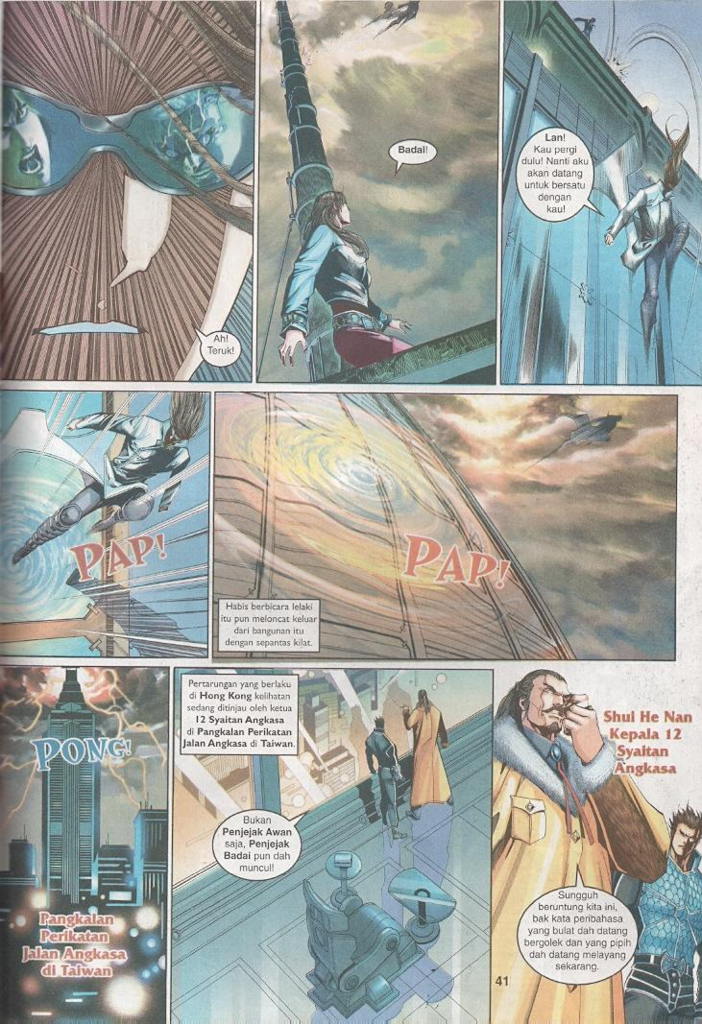 Ah!
Teruk!
Badai!
Lan!
Kau pergi
dulu! Nanti aku
akan datang
untuk bersatu
dengan
kau!
PAP!
PAP!
Habis berbicara lelaki
itu pun meloncat keluar
dari bangunan itu
dengan sepantas kilat.
PONG!
Pangkalan
Perikatan
Jalan Angkasa
di Taiwan
Pertarungan yang berlaku
di Hong Kong kelihatan
sedang ditinjau oleh ketua
12 Syaitan Angkasa
di Pangkalan Perikatan
Jalan Angkasa di Taiwan.
Bukan
Penjejak Awan
saja, Penjejak
Badai pun dah
muncul!
Shui He Nan
Kepala 12
Syaitan
Angkasa
Sungguh
beruntung kita ini,
bak kata peribahasa
yang bulat dah datang
bergolek dan yang pipih
dah datang melayang
sekarang.
41